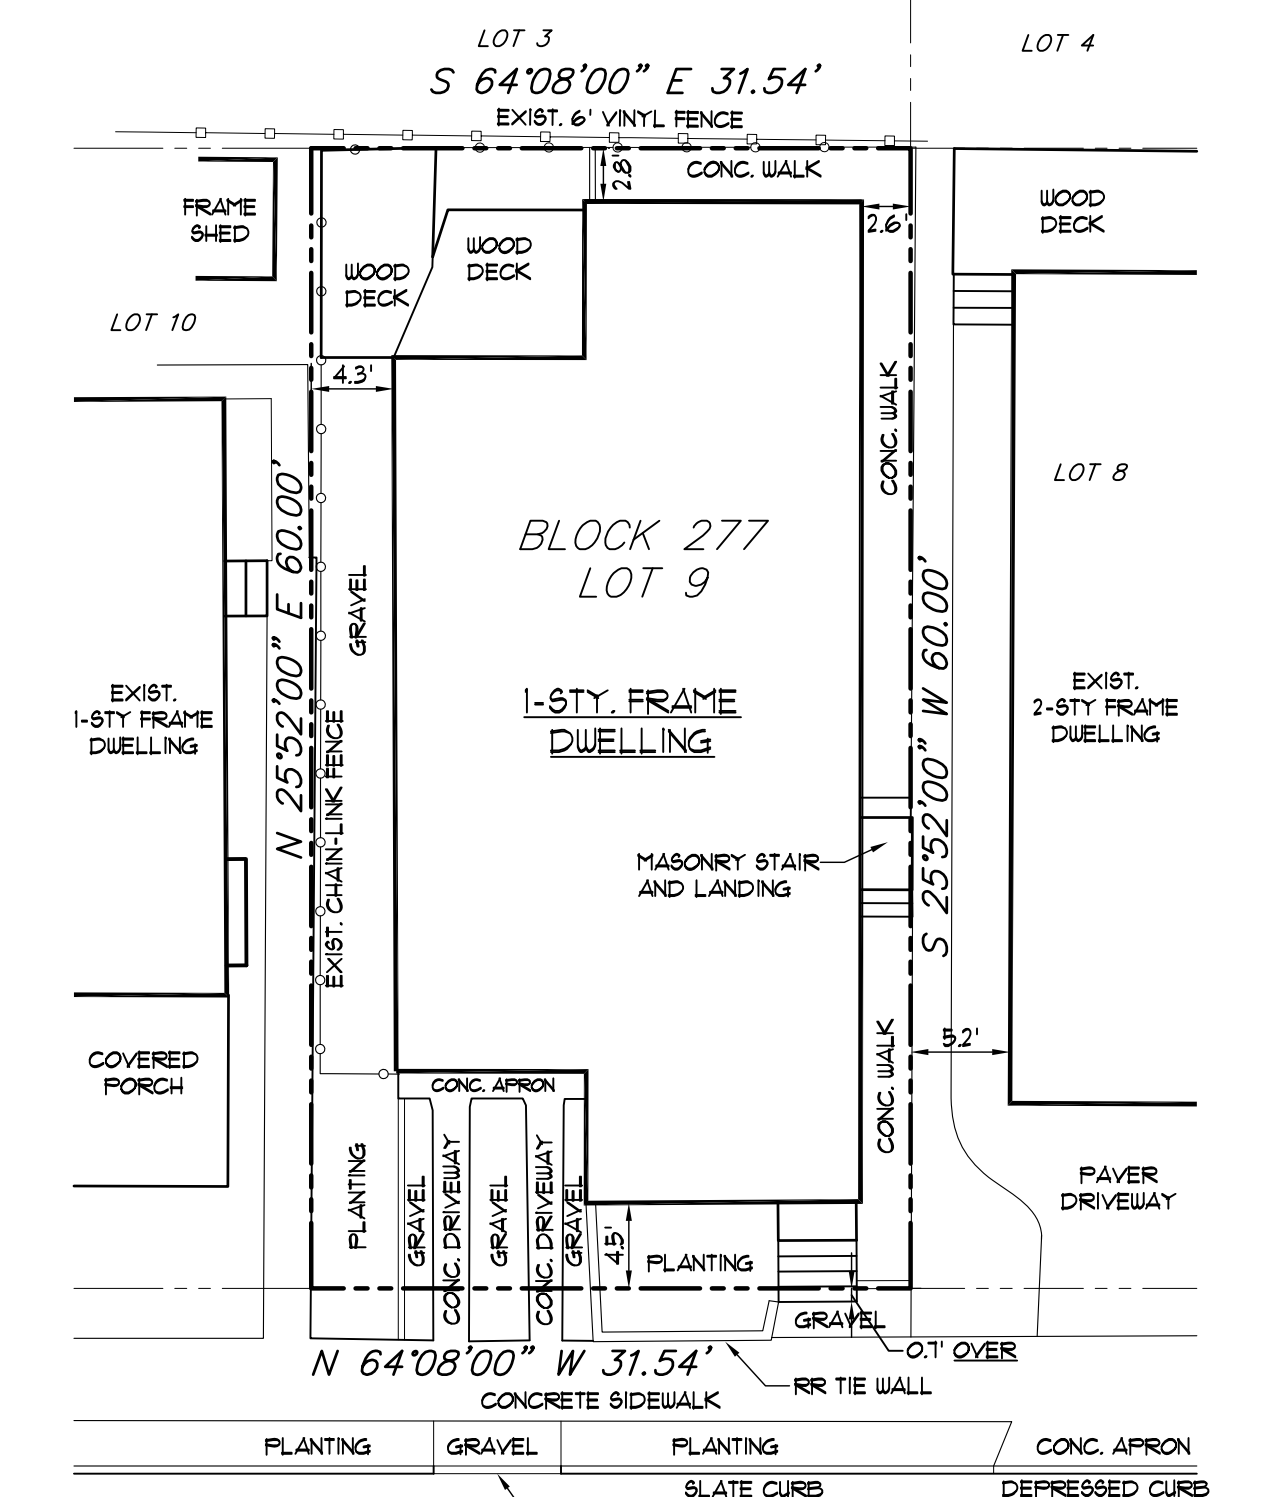 LOT 3
LOT 4
S 64°08'00" E 31.54'
EXIST. 6' VINYL FENCE
2.8'
CONC. WALK
FRAME
SHED
2.6'
WOOD
DECK
WOOD
DECK
WOOD
DECK
LOT 10
4.3'
CONC. WALK
LOT 8
N 25°52'00" E 60.00'
BLOCK 277
LOT 9
GRAVEL
S 25°52'00" W 60.00'
EXIST.
1-STY FRAME
DWELLING
1-STY. FRAME
DWELLING
EXIST.
2-STY FRAME
DWELLING
EXIST. CHAIN-LINK FENCE
MASONRY STAIR
AND LANDING
COVERED
PORCH
5.2'
CONC. WALK
CONC. APRON
PLANTING
GRAVEL
CONC. DRIVEWAY
GRAVEL
CONC. DRIVEWAY
GRAVEL
4.5'
PLANTING
PAVER
DRIVEWAY
GRAVEL
0.7' OVER
N 64°08'00" W 31.54'
RR TIE WALL
CONCRETE SIDEWALK
PLANTING
GRAVEL
PLANTING
CONC. APRON
SLATE CURB
DEPRESSED CURB